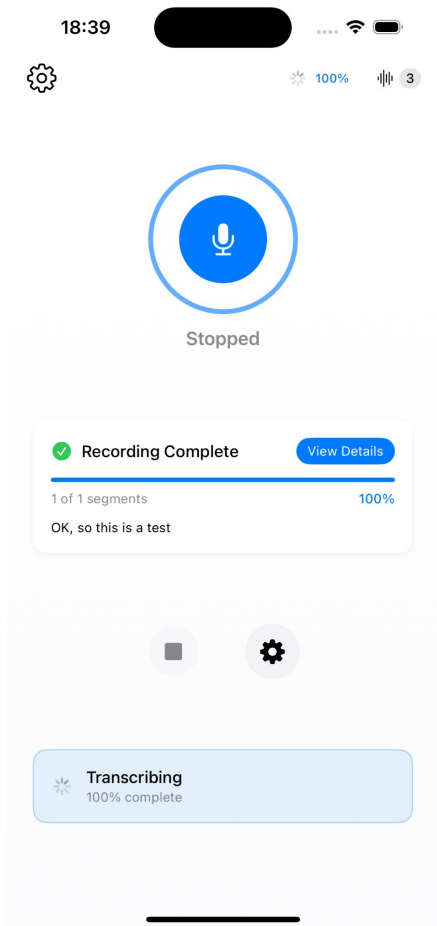 18:39
100%
3
Stopped
Recording Complete
View Details
1 of 1 segments
100%
OK, so this is a test
Transcribing
100% complete